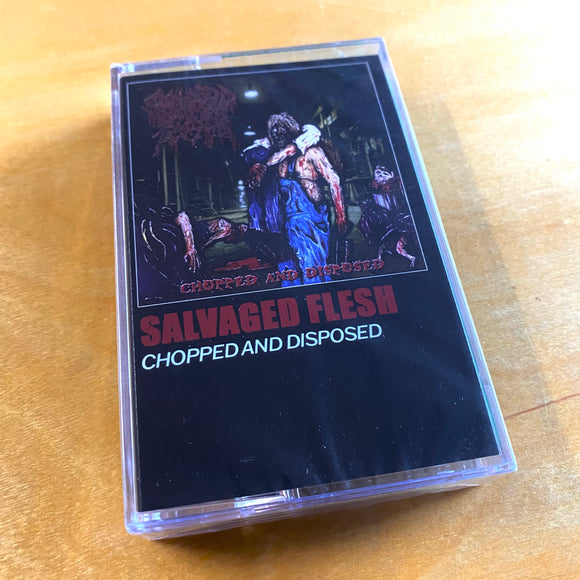 CHOPPED AND DISPOSED
SALVAGED FLESH
CHOPPED AND DISPOSED